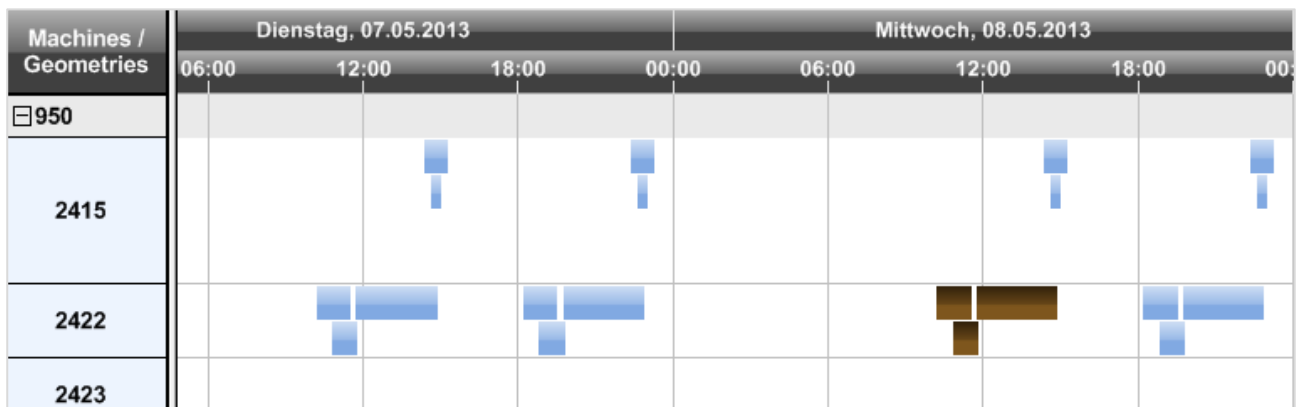 Machines /
Geometries
Dienstag, 07.05.2013
Mittwoch, 08.05.2013
06:00 12:00 18:00 00:00 06:00 12:00 18:00 00:
950
2415
2422
2423